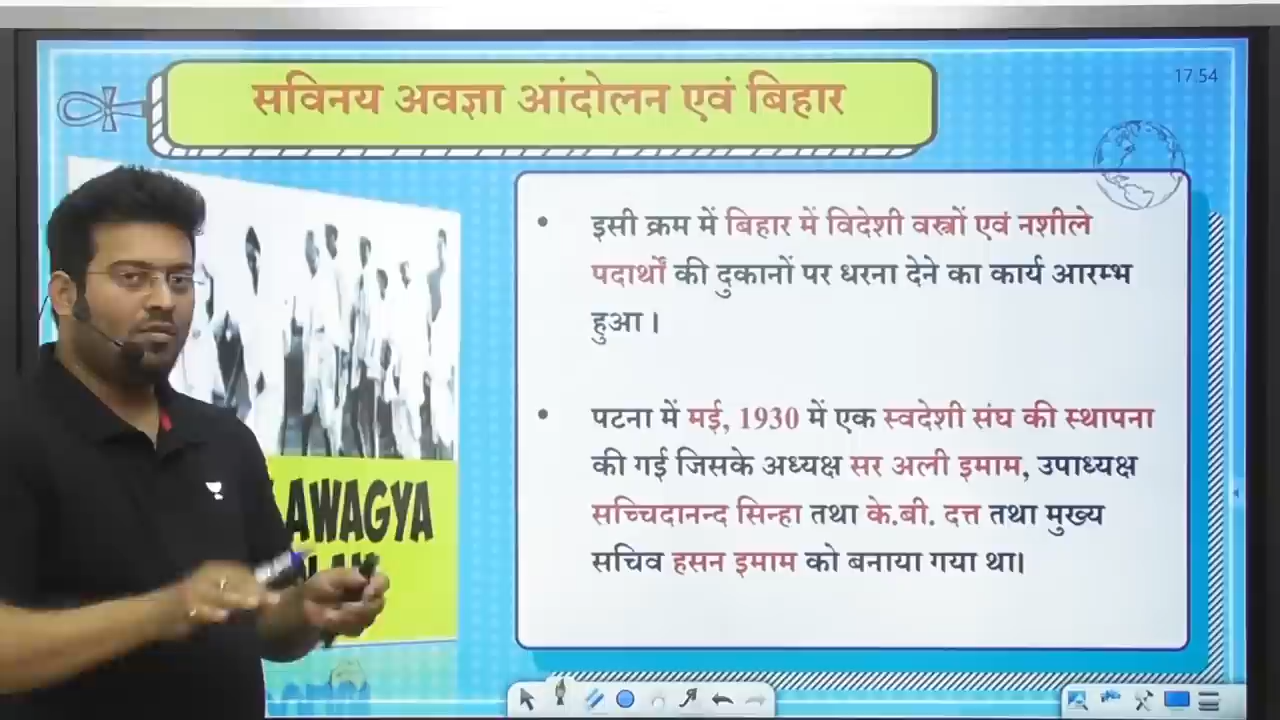 सविनय अवज्ञा आंदोलन एवं बिहार
17:54
इसी क्रम में बिहार में विदेशी वस्त्रों एवं नशीले
पदार्थों की दुकानों पर धरना देने का कार्य आरम्भ
हुआ।
पटना में मई, 1930 में एक स्वदेशी संघ की स्थापना
की गई जिसके अध्यक्ष सर अली इमाम, उपाध्यक्ष
सच्चिदानन्द सिन्हा तथा के.बी. दत्त तथा मुख्य
सचिव हसन इमाम को बनाया गया था।
AWAGYA